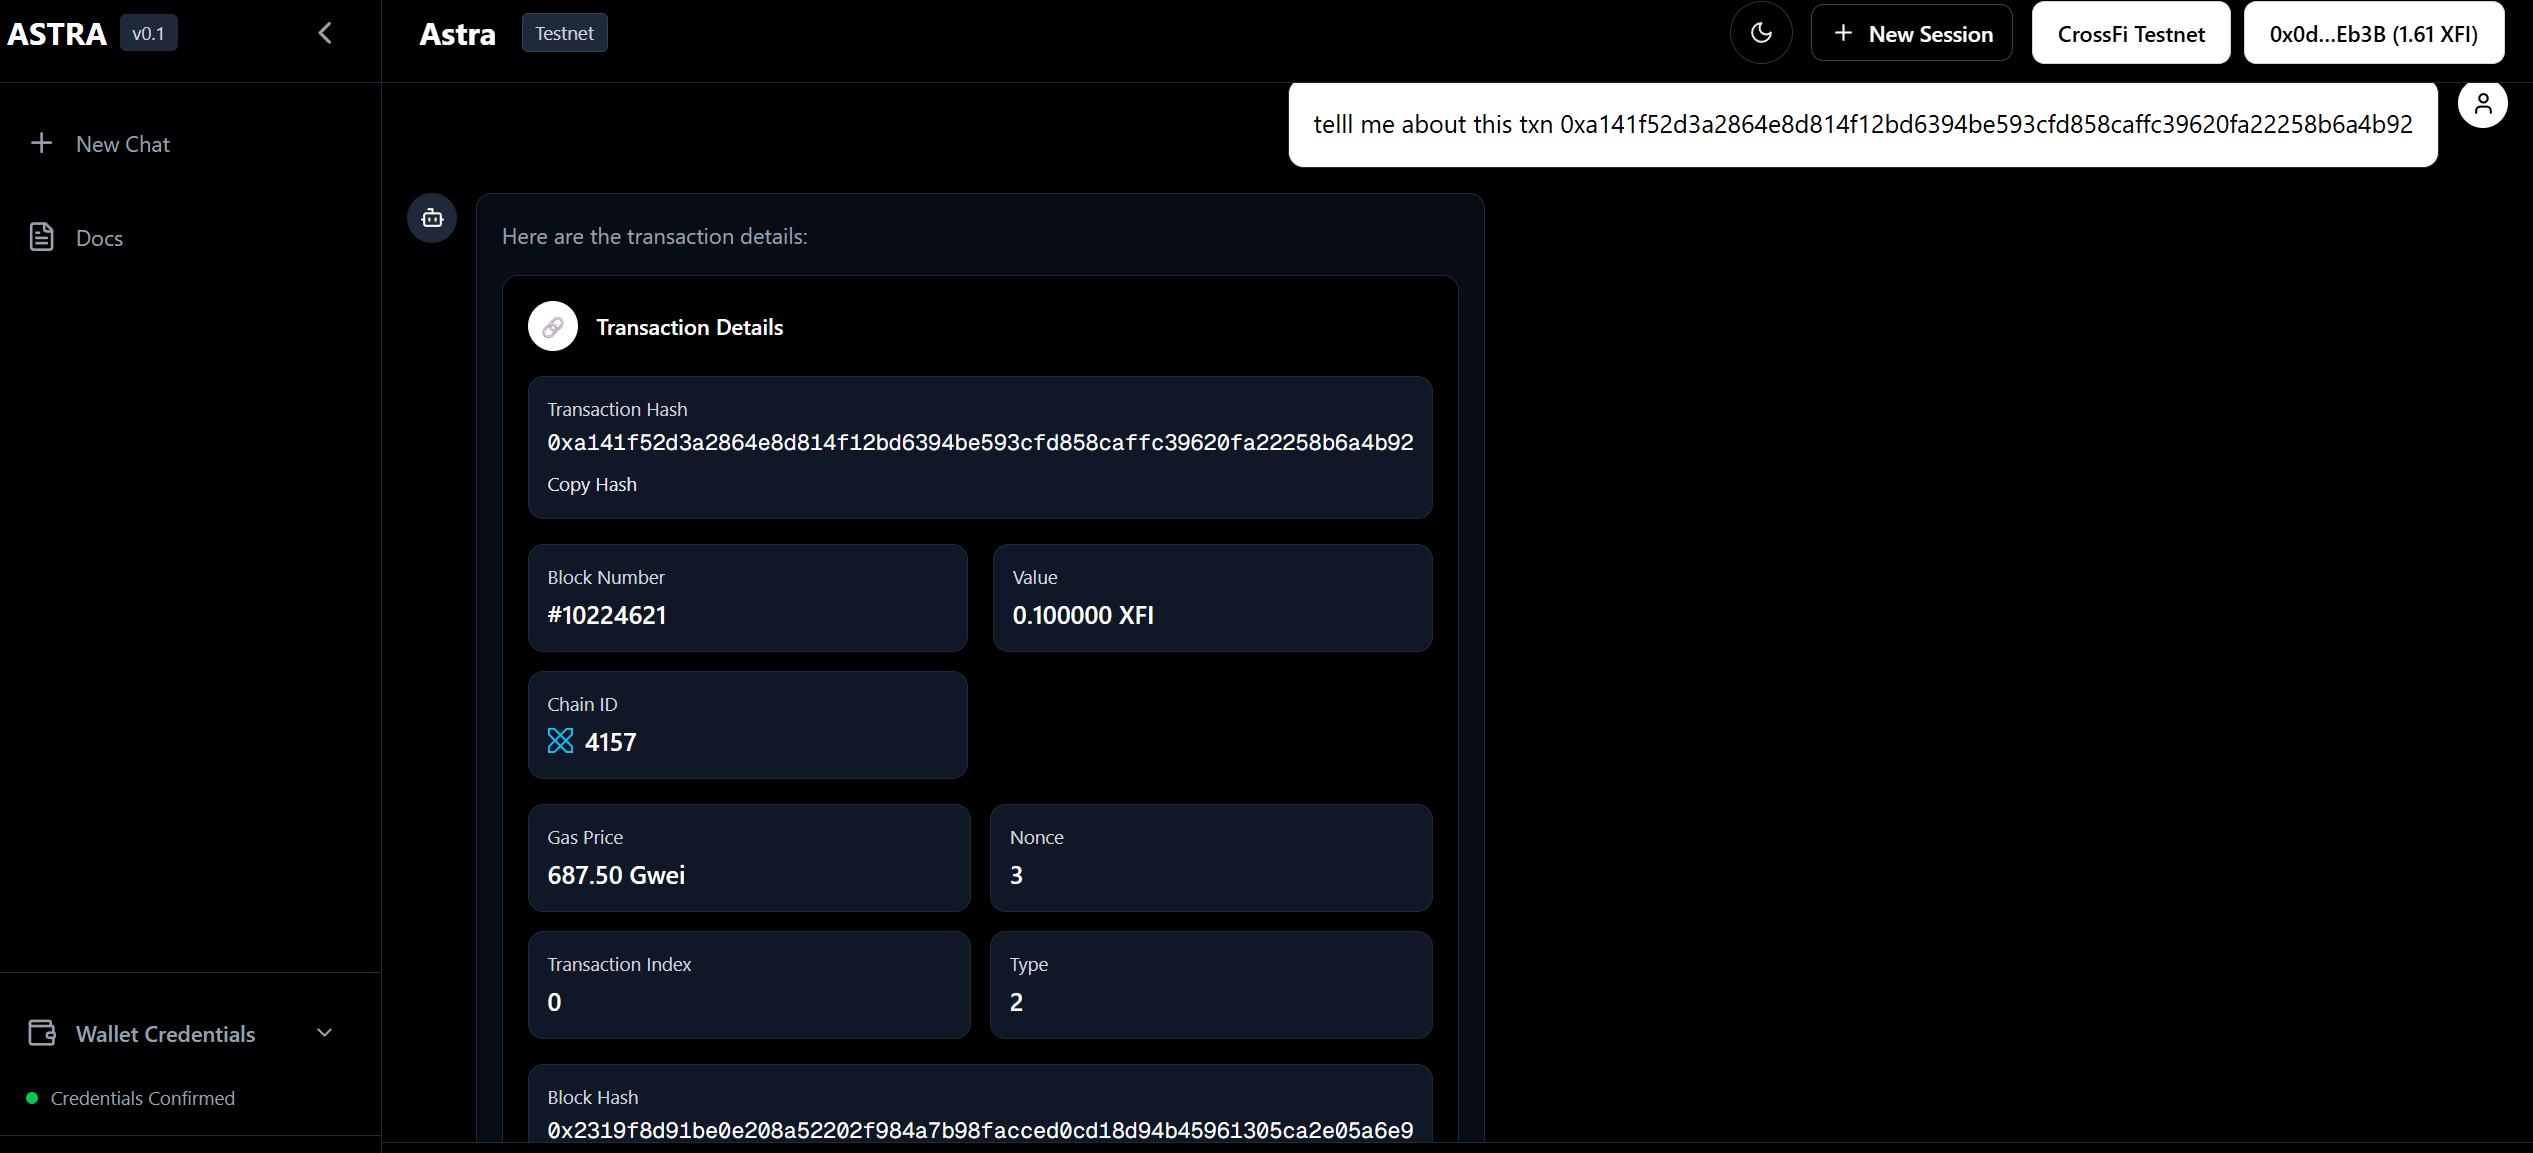 ASTRA v0.1
New Chat
Docs
Wallet Credentials
Credentials Confirmed
Astra Testnet
New Session
CrossFi Testnet
0x0d...Eb3B (1.61 XFI)
telll me about this txn 0xa141f52d3a2864e8d814f12bd6394be593cfd858caffc39620fa22258b6a4b92
Here are the transaction details:
Transaction Details
Transaction Hash
0xa141f52d3a2864e8d814f12bd6394be593cfd858caffc39620fa22258b6a4b92
Copy Hash
Block Number
#10224621
Value
0.100000 XFI
Chain ID
4157
Gas Price
687.50 Gwei
Nonce
3
Transaction Index
0
Type
2
Block Hash
0x2319f8d91be0e208a52202f984a7b98facced0cd18d94b45961305ca2e05a6e9